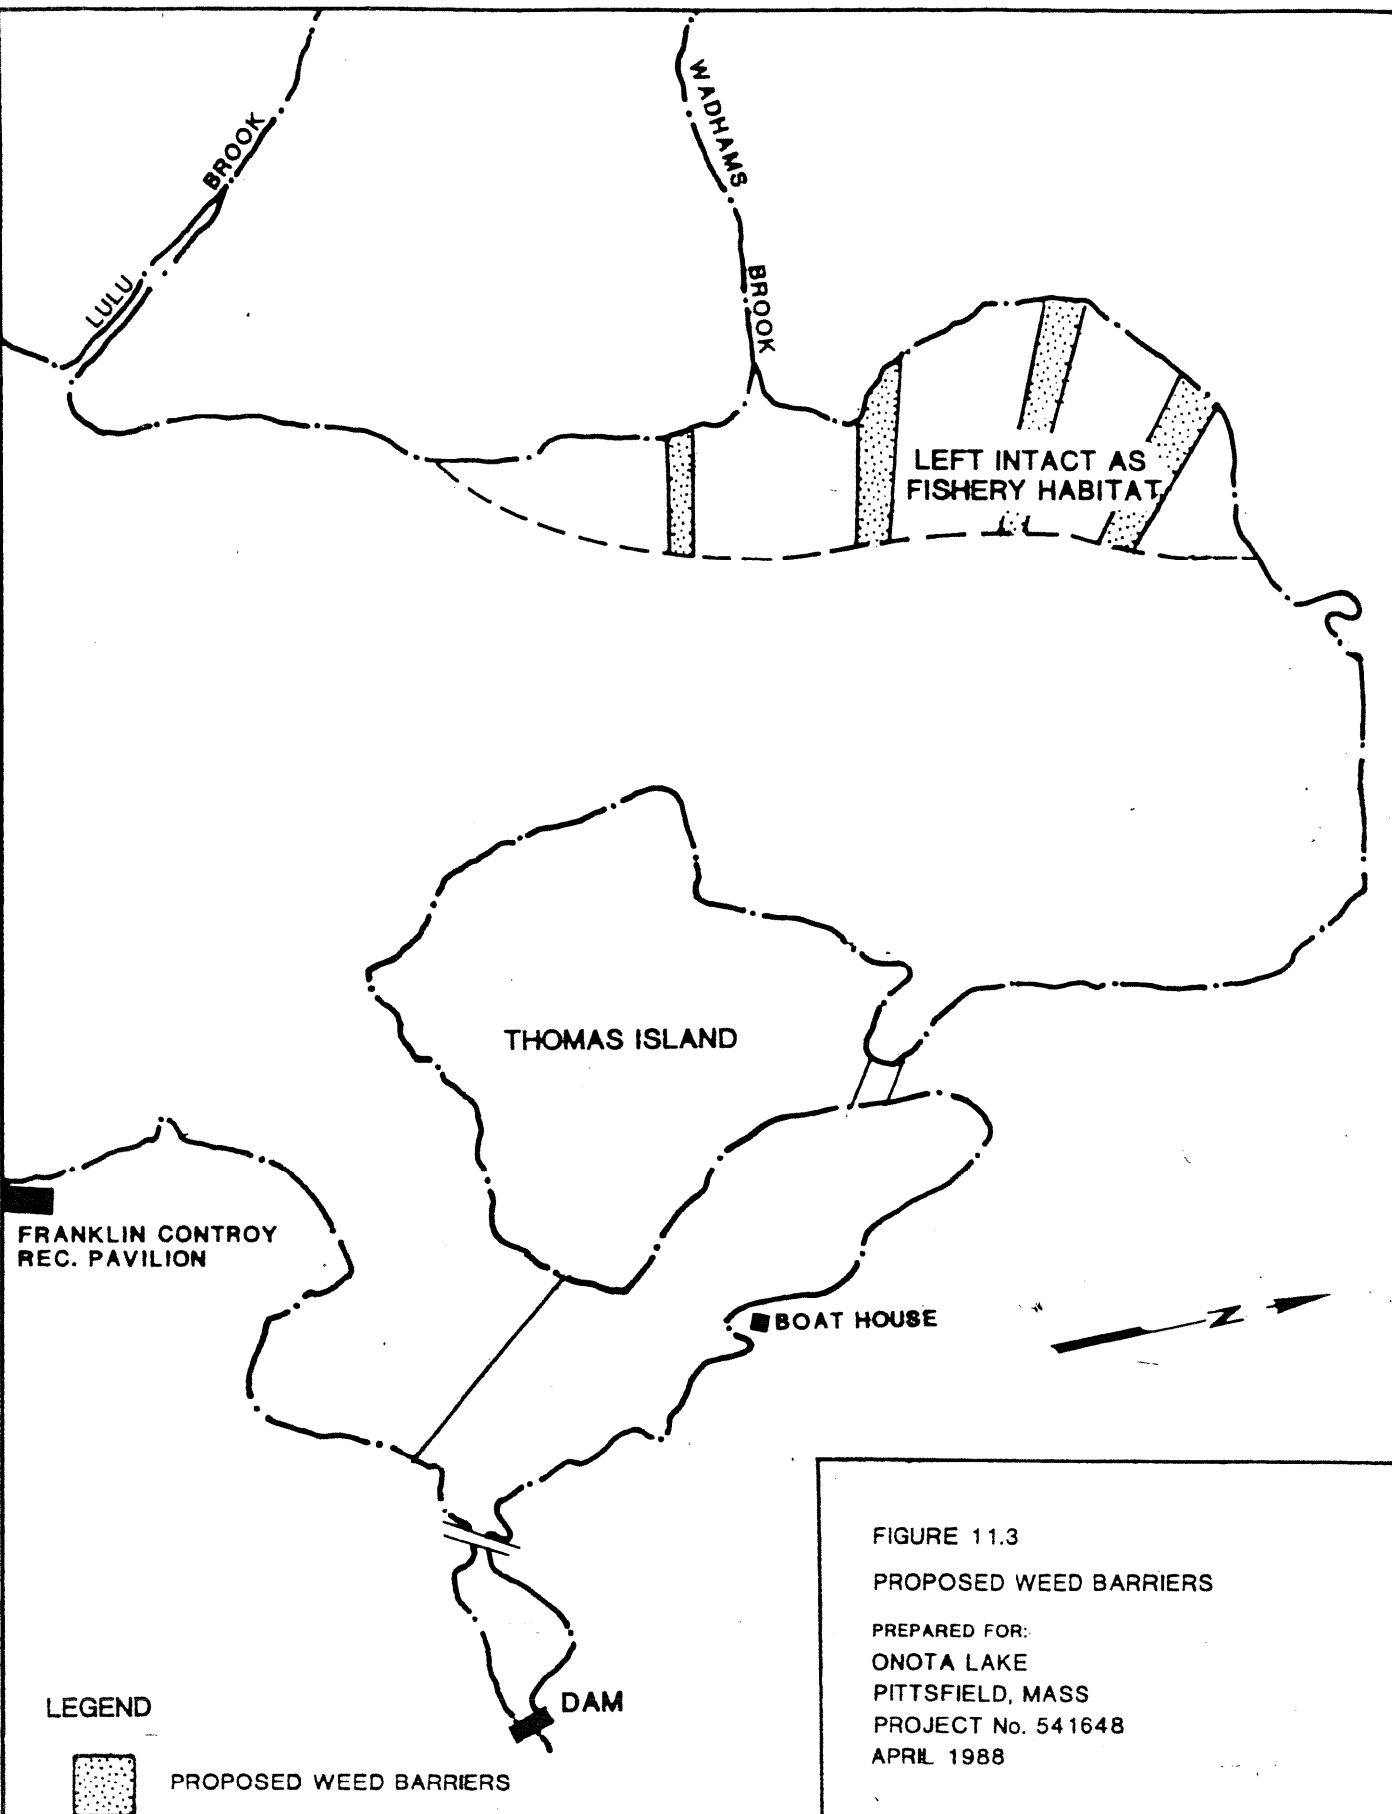 LULU BROOK
WADHAMS BROOK
LEFT INTACT AS
FISHERY HABITAT
THOMAS ISLAND
FRANKLIN CONTROY
REC. PAVILION
BOAT HOUSE
N
DAM
LEGEND
PROPOSED WEED BARRIERS
FIGURE 11.3
PROPOSED WEED BARRIERS
PREPARED FOR:
ONOTA LAKE
PITTSFIELD, MASS
PROJECT No. 541648
APRIL 1988